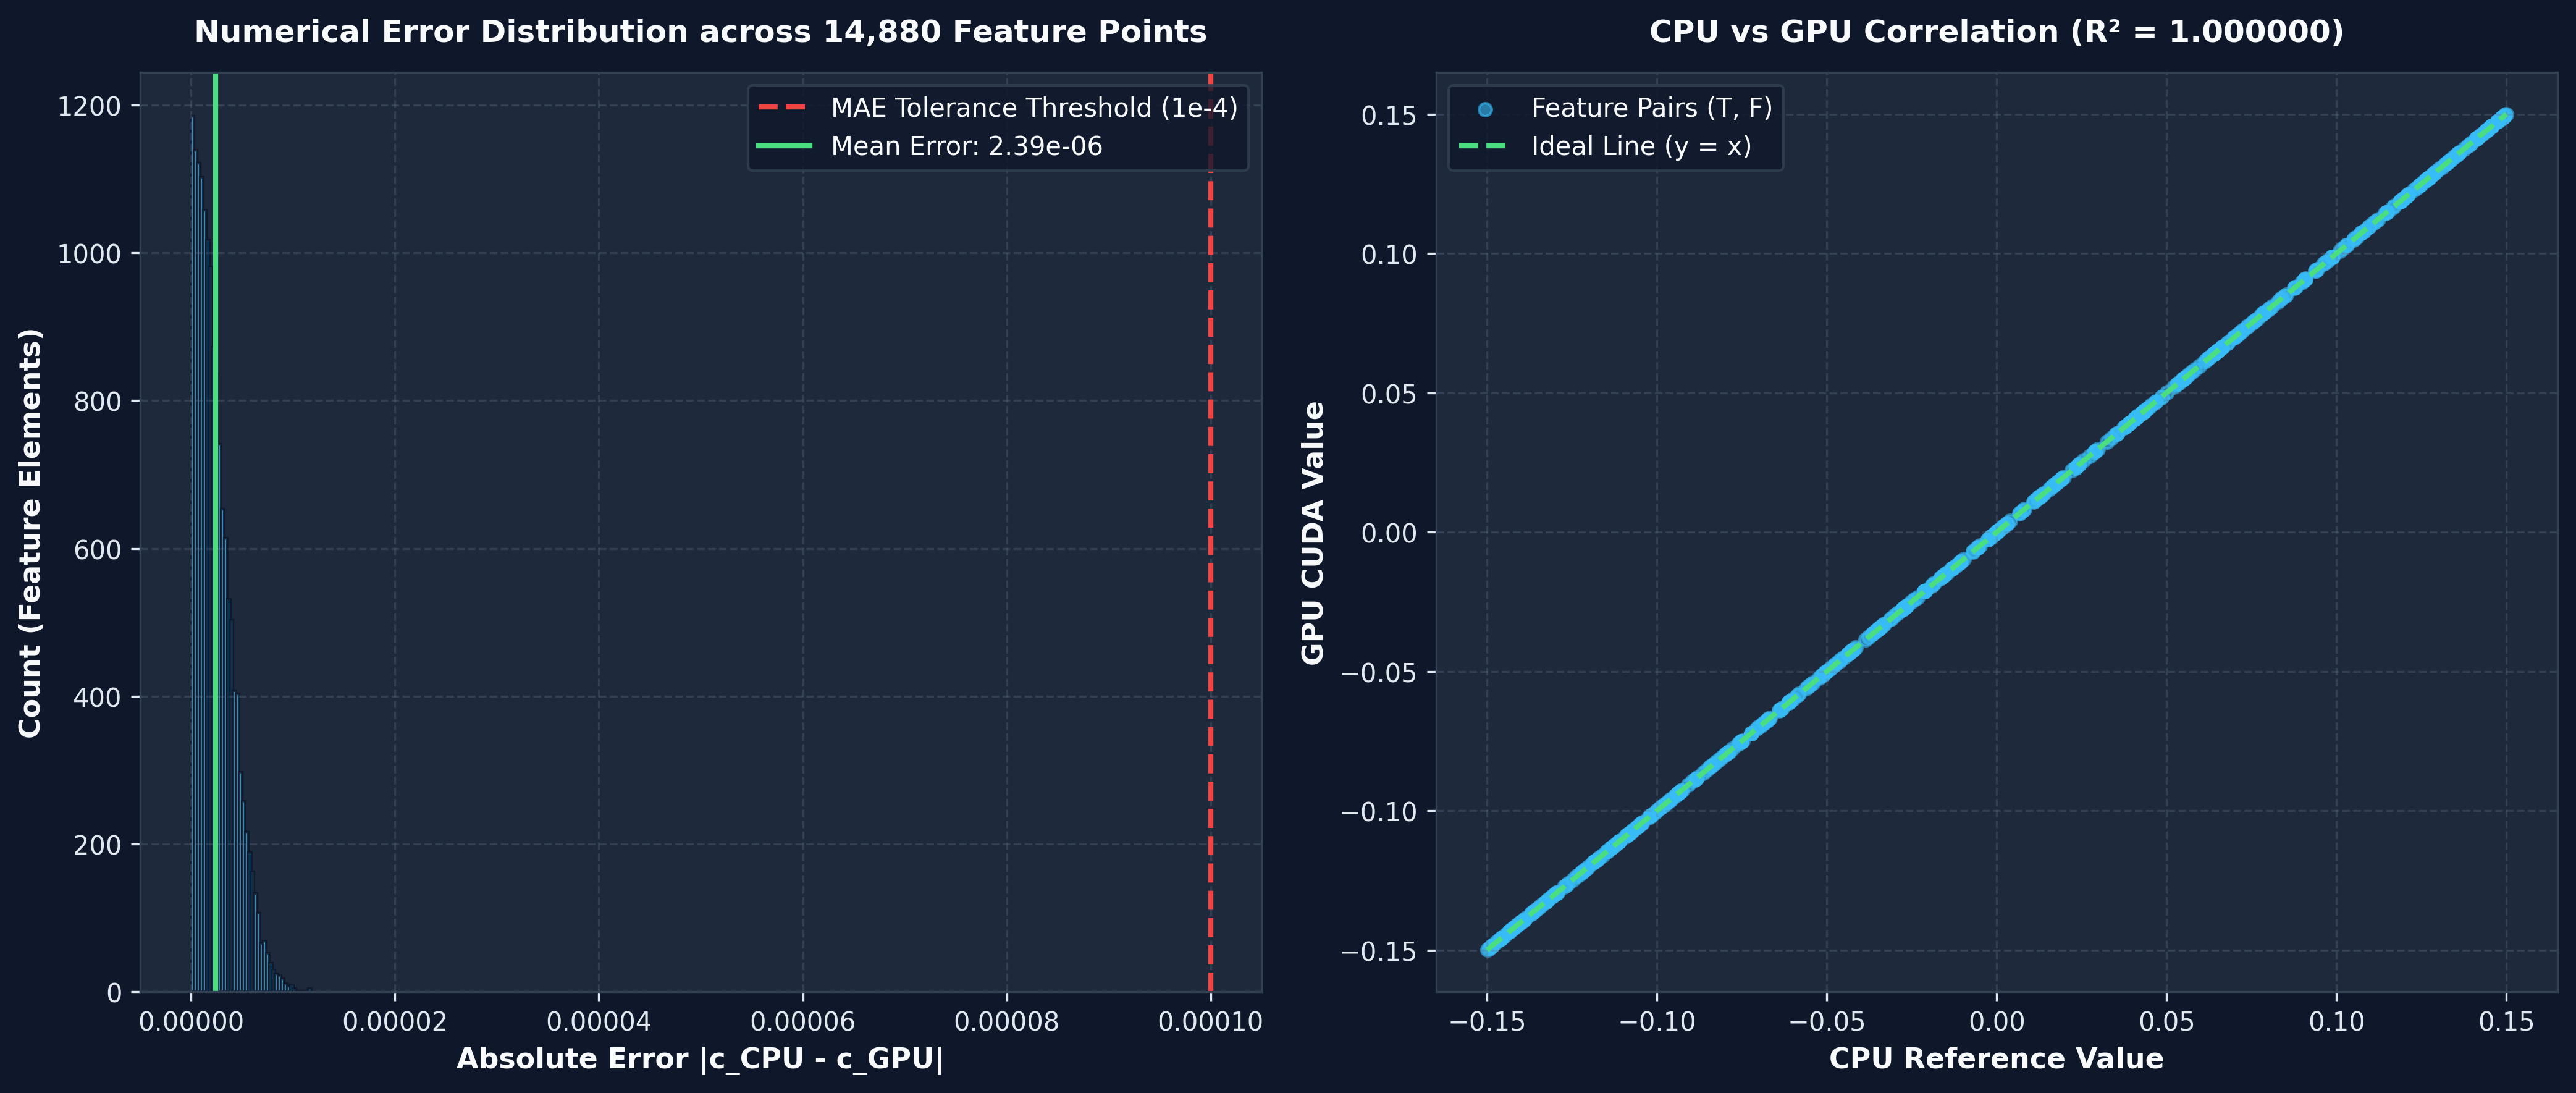 Numerical Error Distribution across 14,880 Feature Points
1200
1000
800
600
400
200
0
Count (Feature Elements)
MAE Tolerance Threshold (1e-4)
Mean Error: 2.39e-06
0.00000
0.00002
0.00004
0.00006
0.00008
0.00010
Absolute Error |c_CPU - c_GPU|
CPU vs GPU Correlation (R² = 1.000000)
0.15
0.10
0.05
0.00
−0.05
−0.10
−0.15
GPU CUDA Value
Feature Pairs (T, F)
Ideal Line (y = x)
−0.15
−0.10
−0.05
0.00
0.05
0.10
0.15
CPU Reference Value